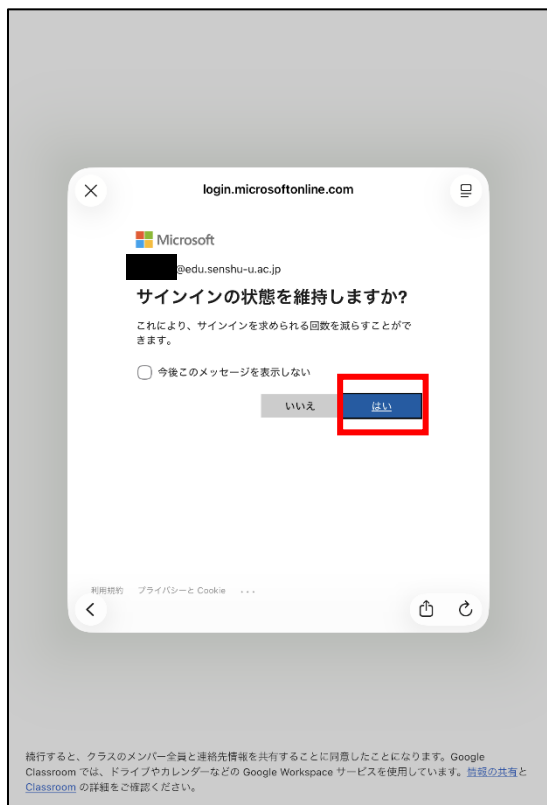 login.microsoftonline.com
Microsoft
@edu.senshu-u.ac.jp
サインインの状態を維持しますか?
これにより、サインインを求められる回数を減らすことがで
きます。
今後このメッセージを表示しない
いいえ はい
利用規約 プライバシーと Cookie ...
続行すると、クラスのメンバー全員と連絡先情報を共有することに同意したことになります。Google
Classroom では、ドライブやカレンダーなどの Google Workspace サービスを使用しています。情報の共有と
Classroom の詳細をご確認ください。